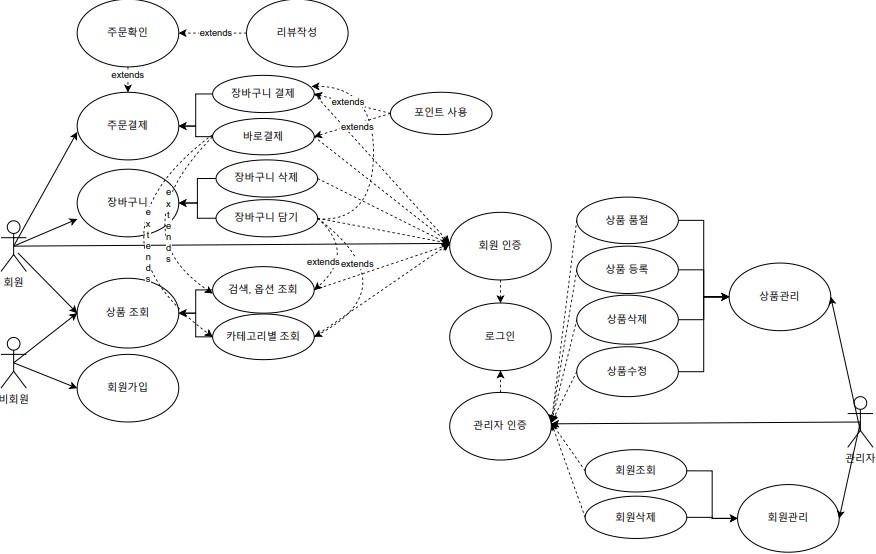 주문확인
extends
리뷰작성
extends
주문결제
장바구니 결제
extends
포인트 사용
바로결제
extends
장바구니 삭제
장바구니
장바구니 담기
extends
extends
회원
회원 인증
extends
extends
검색, 옵션 조회
상품 조회
카테고리별 조회
로그인
비회원
회원가입
관리자 인증
상품 품절
상품 등록
상품관리
상품삭제
상품수정
관리자
회원조회
회원삭제
회원관리